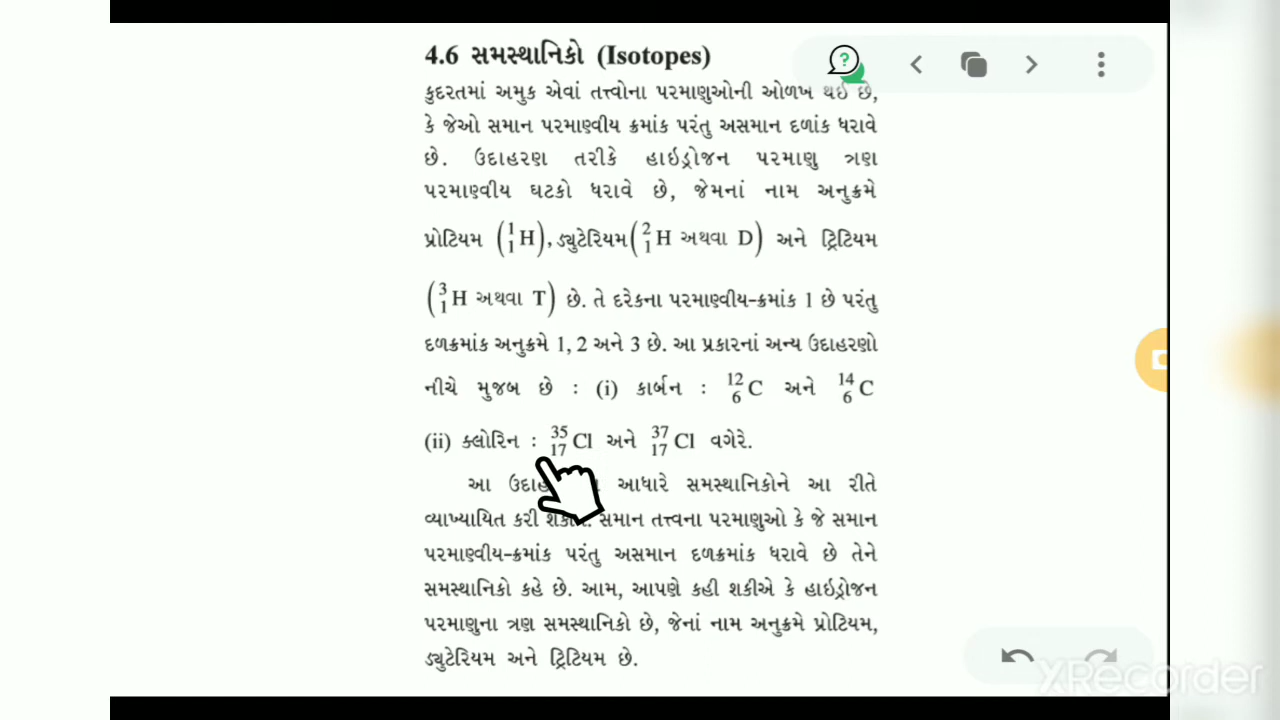 4.6 સમસ્થાનિકો (Isotopes)
કુદરતમાં અમુક એવાં તત્ત્વોના પરમાણુઓની ઓળખ થઇ છે,
કે જેઓ સમાન પરમાણ્વીય ક્રમાંક પરંતુ અસમાન દળાંક ધરાવે
છે. ઉદાહરણ તરીકે હાઇડ્રોજન પરમાણુ ત્રણ
પરમાણ્વીય ઘટકો ધરાવે છે, જેમનાં નામ અનુક્રમે
પ્રોટિયમ (¹₁H), ડ્યુટેરિયમ (²₁H અથવા D) અને ટ્રિટિયમ
(³₁H અથવા T) છે. તે દરેકના પરમાણ્વીય-ક્રમાંક 1 છે પરંતુ
દળક્રમાંક અનુક્રમે 1, 2 અને 3 છે. આ પ્રકારનાં અન્ય ઉદાહરણો
નીચે મુજબ છે : (i) કાર્બન : ¹²₆C અને ¹⁴₆C
(ii) ક્લોરિન : ³⁵₁₇Cl અને ³⁷₁₇Cl વગેરે.
આ આધારે સમસ્થાનિકોને આ રીતે
વ્યાખ્યાયિત કરી સમાન તત્ત્વના પરમાણુઓ કે જે સમાન
પરમાણ્વીય-ક્રમાંક પરંતુ અસમાન દળક્રમાંક ધરાવે છે તેને
સમસ્થાનિકો કહે છે. આમ, આપણે કહી શકીએ કે હાઇડ્રોજન
પરમાણુના ત્રણ સમસ્થાનિકો છે, જેનાં નામ અનુક્રમે પ્રોટિયમ,
ડ્યુટેરિયમ અને ટ્રિટિયમ છે.
XRecorder